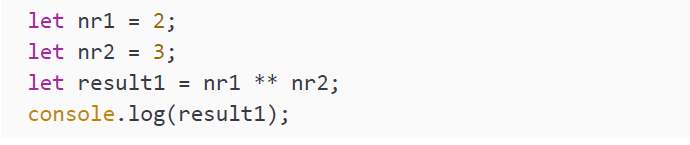 let nr1 = 2;
let nr2 = 3;
let result1 = nr1 ** nr2;
console.log(result1);